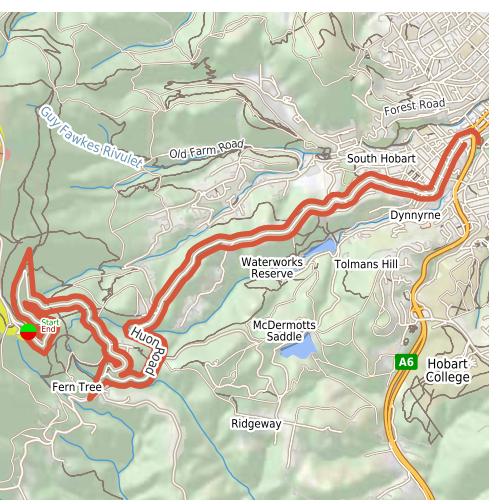 Forest Road
Guy Fawkes Rivulet
Old Farm Road
South Hobart
Dynnyrne
Waterworks
Reserve
Tolmans Hill
Start
End
McDermotts
Saddle
Huon Road
A6
Hobart
College
Fern Tree
Ridgeway